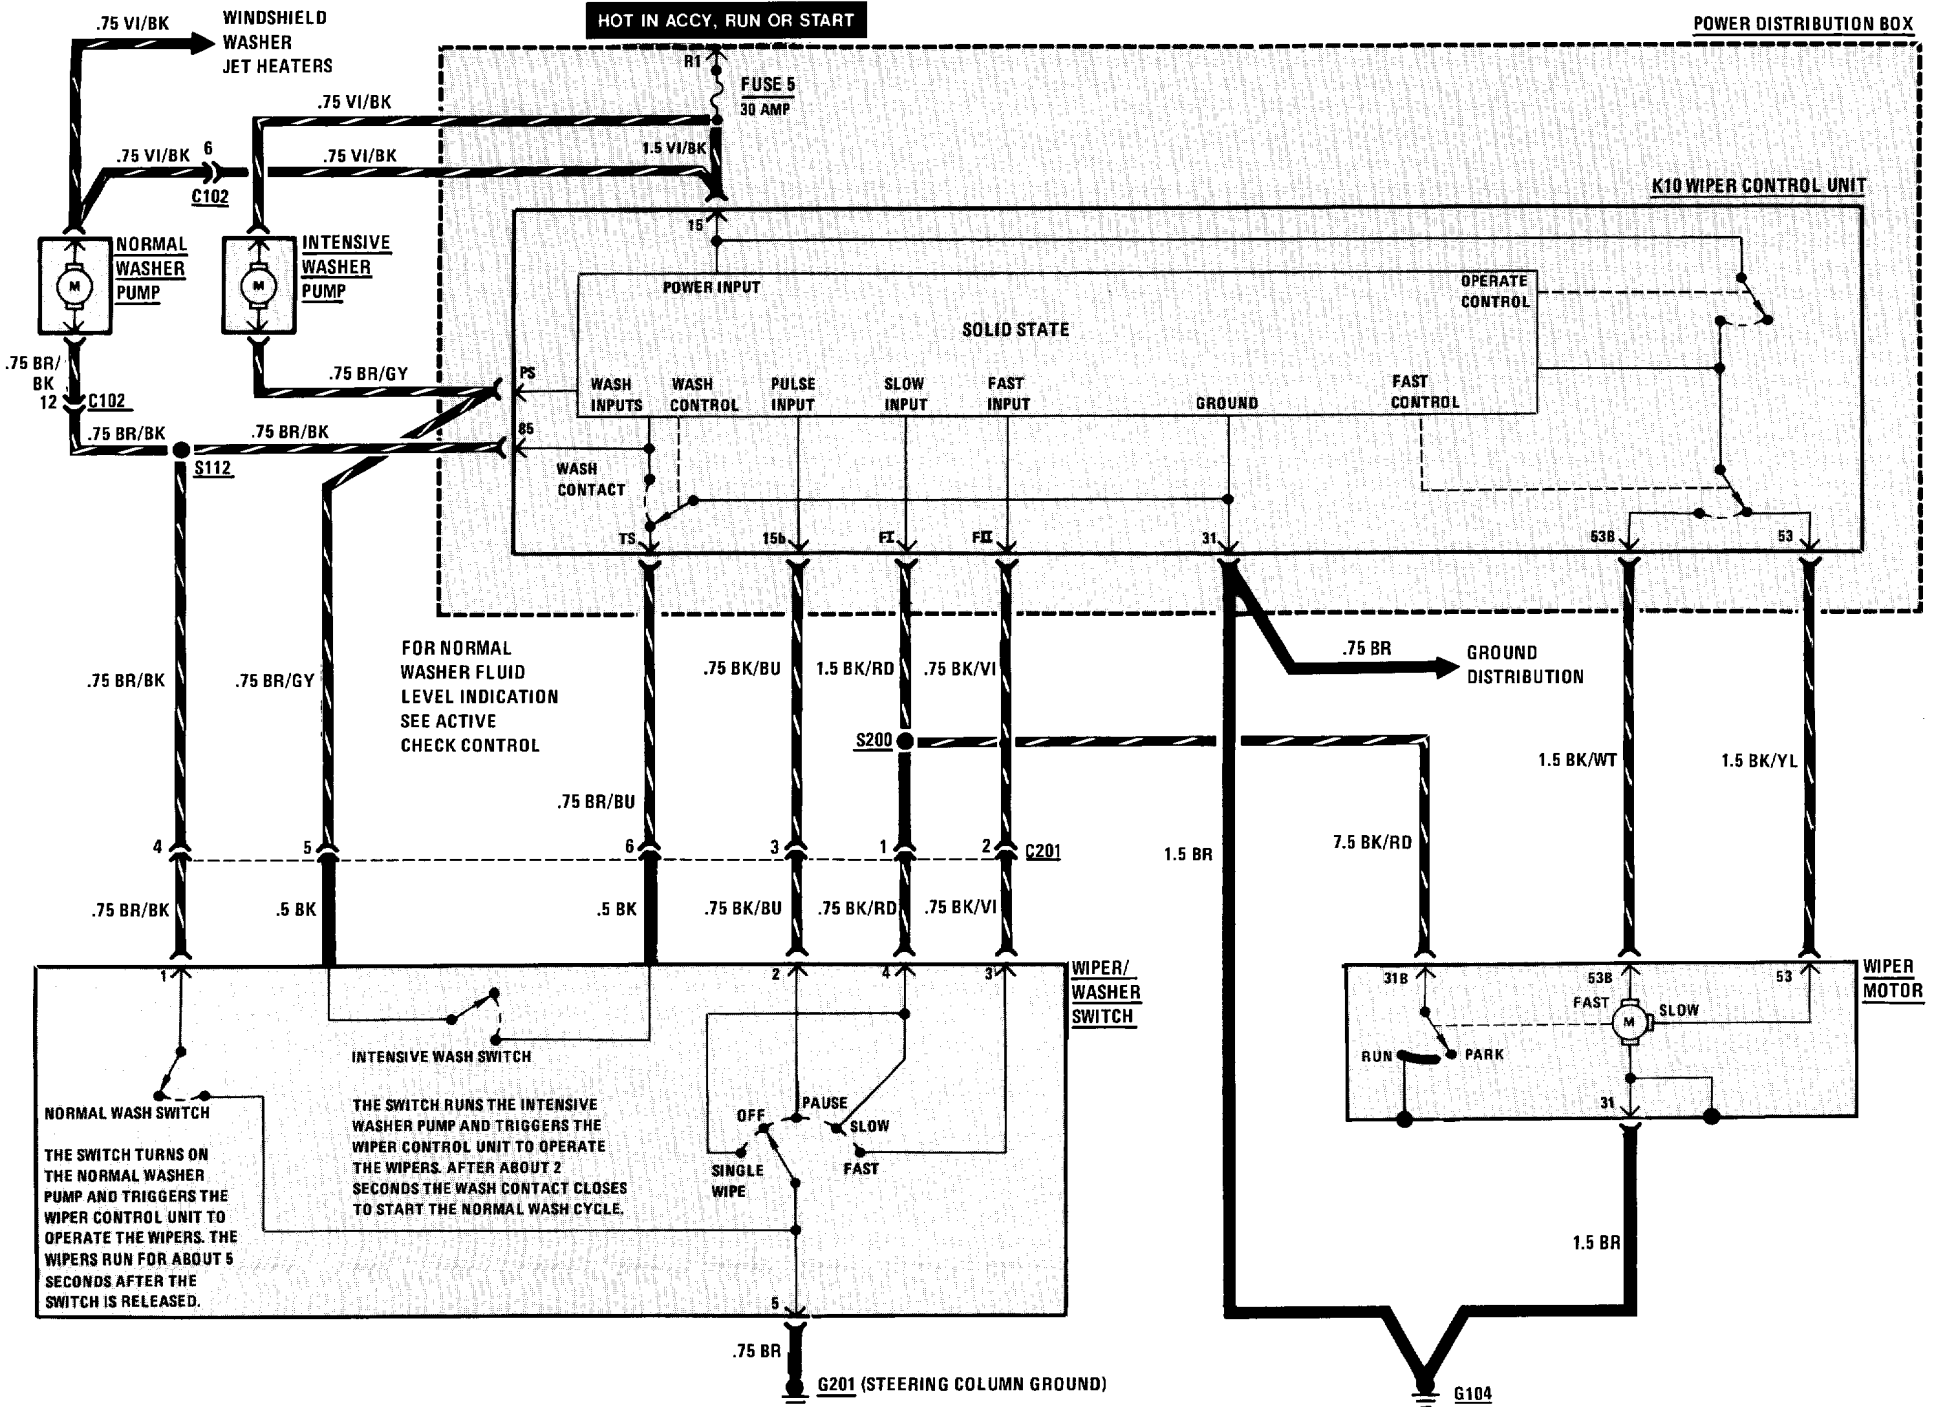 HOT IN ACCY, RUN OR START
POWER DISTRIBUTION BOX
.75 VI/BK
WINDSHIELD
WASHER
JET HEATERS
R1
FUSE 5
30 AMP
.75 VI/BK
.75 VI/BK
6
C102
.75 VI/BK
1.5 VI/BK
K10 WIPER CONTROL UNIT
15
NORMAL
WASHER
PUMP
M
INTENSIVE
WASHER
PUMP
M
POWER INPUT
OPERATE
CONTROL
SOLID STATE
.75 BR/
BK
12
C102
.75 BR/GY
PS
WASH
INPUTS
WASH
CONTROL
PULSE
INPUT
SLOW
INPUT
FAST
INPUT
GROUND
FAST
CONTROL
.75 BR/BK
S112
.75 BR/BK
85
WASH
CONTACT
TS
15b
FI
FII
31
53B
53
FOR NORMAL
WASHER FLUID
LEVEL INDICATION
SEE ACTIVE
CHECK CONTROL
.75 BR/BK
.75 BR/GY
.75 BK/BU
1.5 BK/RD
.75 BK/VI
.75 BR
GROUND
DISTRIBUTION
S200
1.5 BK/WT
1.5 BK/YL
.75 BR/BU
7.5 BK/RD
1.5 BR
4
5
6
3
1
2
C201
.75 BR/BK
.5 BK
.5 BK
.75 BK/BU
.75 BK/RD
.75 BK/VI
1
2
4
3
WIPER/
WASHER
SWITCH
31B
53B
53
WIPER
MOTOR
FAST
M
SLOW
RUN
PARK
31
INTENSIVE WASH SWITCH
NORMAL WASH SWITCH
THE SWITCH RUNS THE INTENSIVE
WASHER PUMP AND TRIGGERS THE
WIPER CONTROL UNIT TO OPERATE
THE WIPERS. AFTER ABOUT 2
SECONDS THE WASH CONTACT CLOSES
TO START THE NORMAL WASH CYCLE.
OFF
PAUSE
SLOW
SINGLE
WIPE
FAST
THE SWITCH TURNS ON
THE NORMAL WASHER
PUMP AND TRIGGERS THE
WIPER CONTROL UNIT TO
OPERATE THE WIPERS. THE
WIPERS RUN FOR ABOUT 5
SECONDS AFTER THE
SWITCH IS RELEASED.
5
1.5 BR
.75 BR
G201 (STEERING COLUMN GROUND)
G104